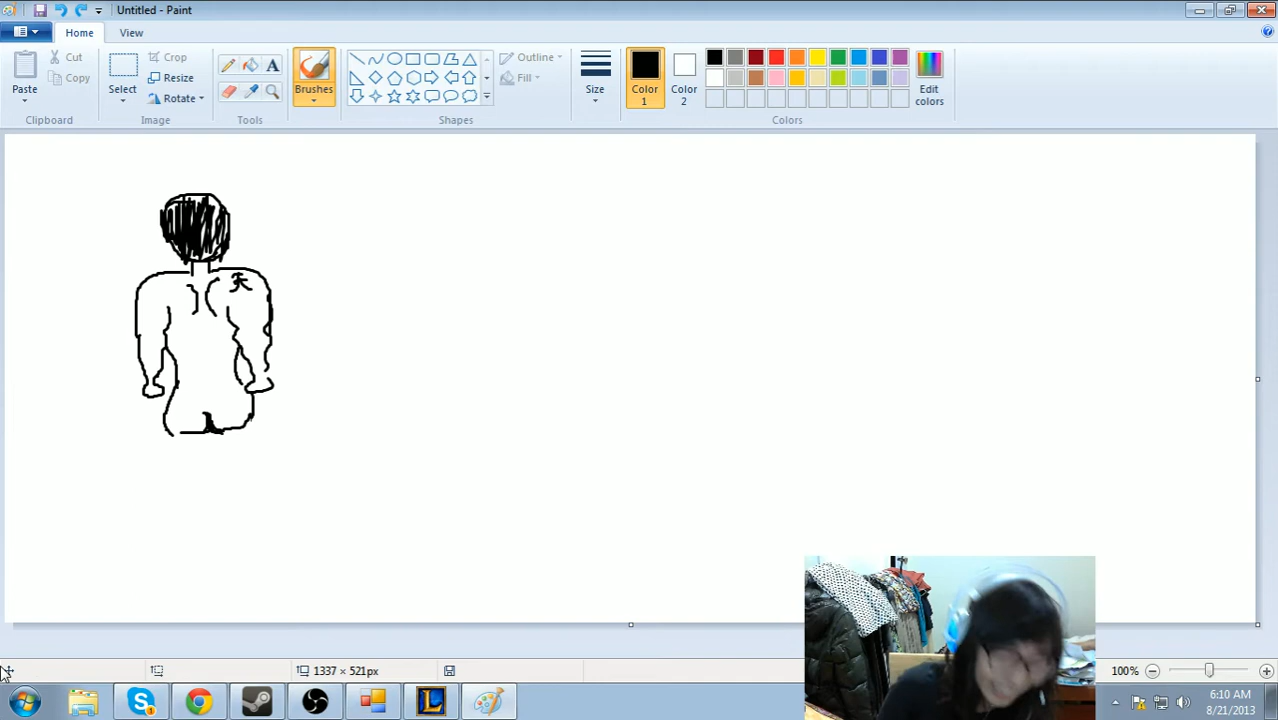 Untitled - Paint
Home
View
Paste
Cut
Copy
Clipboard
Select
Crop
Resize
Rotate
Image
Tools
A
Brushes
Outline
Fill
Shapes
Size
Color
1
Color
2
Edit
colors
Colors
天
1337 × 521px
100%
6:10 AM
8/21/2013